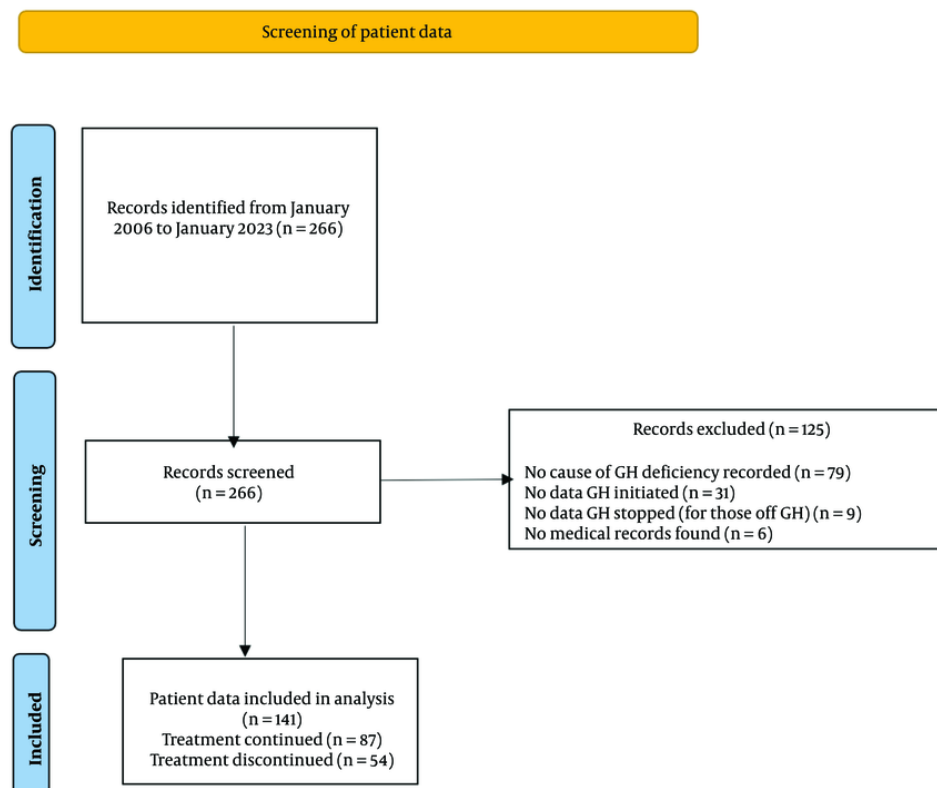 Screening of patient data
Identification
Records identified from January
2006 to January 2023 (n = 266)
Screening
Records screened
(n = 266)
Records excluded (n = 125)
No cause of GH deficiency recorded (n = 79)
No data GH initiated (n = 31)
No data GH stopped (for those off GH) (n = 9)
No medical records found (n = 6)
Included
Patient data included in analysis
(n = 141)
Treatment continued (n = 87)
Treatment discontinued (n = 54)